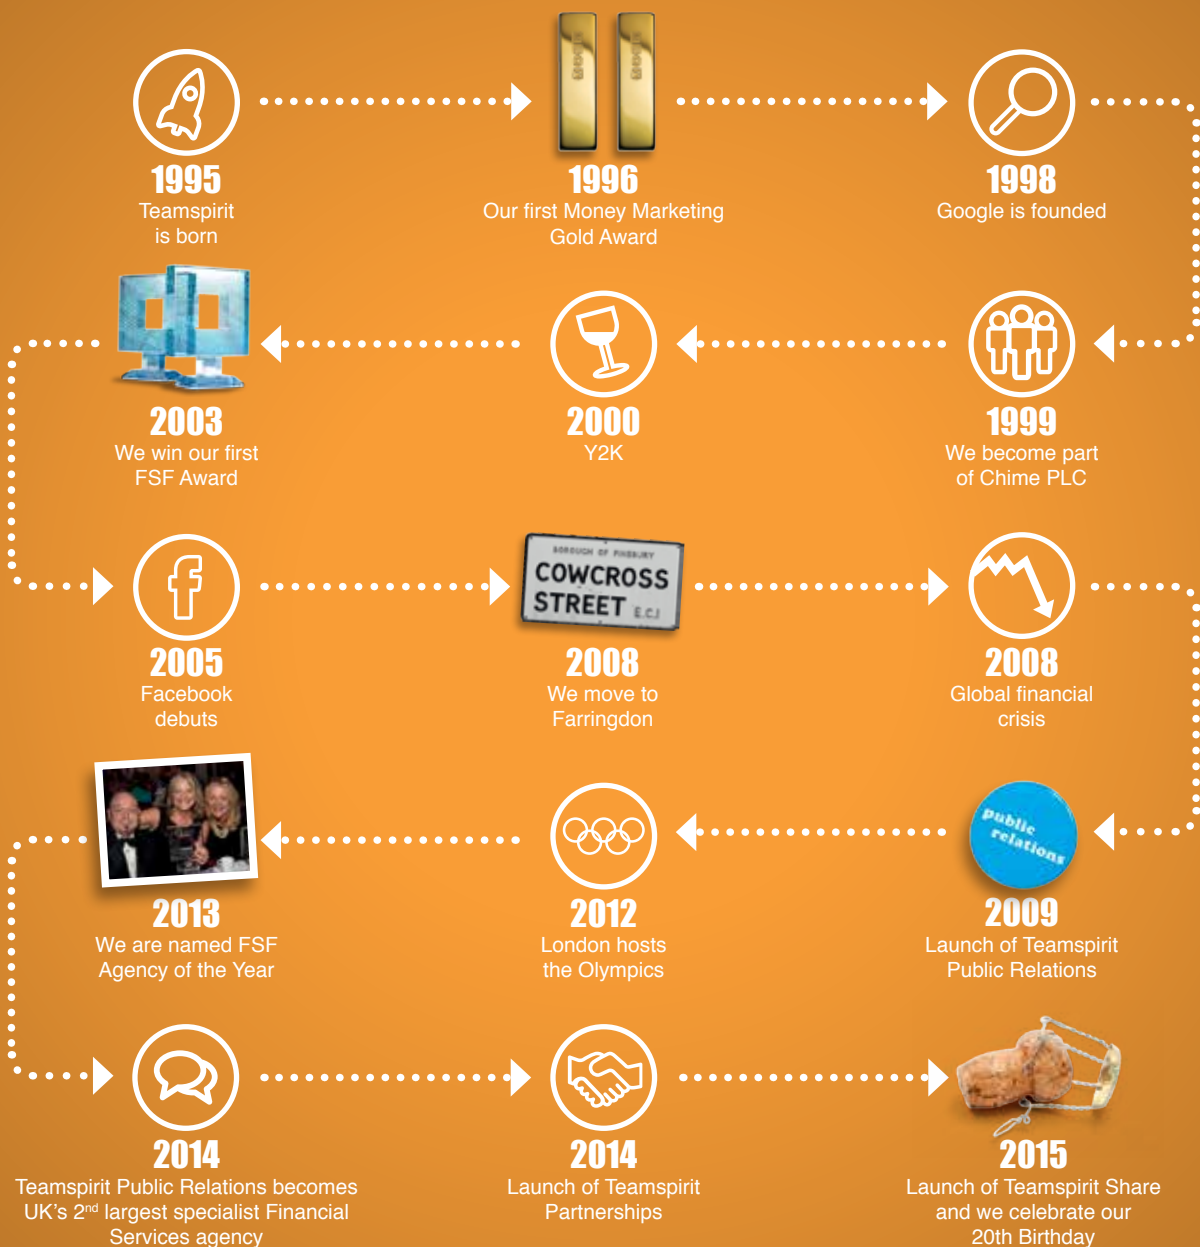 1995
Teamspirit
is born
1996
Our first Money Marketing
Gold Award
1998
Google is founded
1999
We become part
of Chime PLC
2000
Y2K
2003
We win our first
FSF Award
f
2005
Facebook
debuts
BOROUGH OF FINSBURY
COWCROSS
STREET E.C.1
2008
We move to
Farringdon
2008
Global financial
crisis
public
relations
2009
Launch of Teamspirit
Public Relations
2012
London hosts
the Olympics
2013
We are named FSF
Agency of the Year
2014
Teamspirit Public Relations becomes
UK's 2nd largest specialist Financial
Services agency
2014
Launch of Teamspirit
Partnerships
2015
Launch of Teamspirit Share
and we celebrate our
20th Birthday